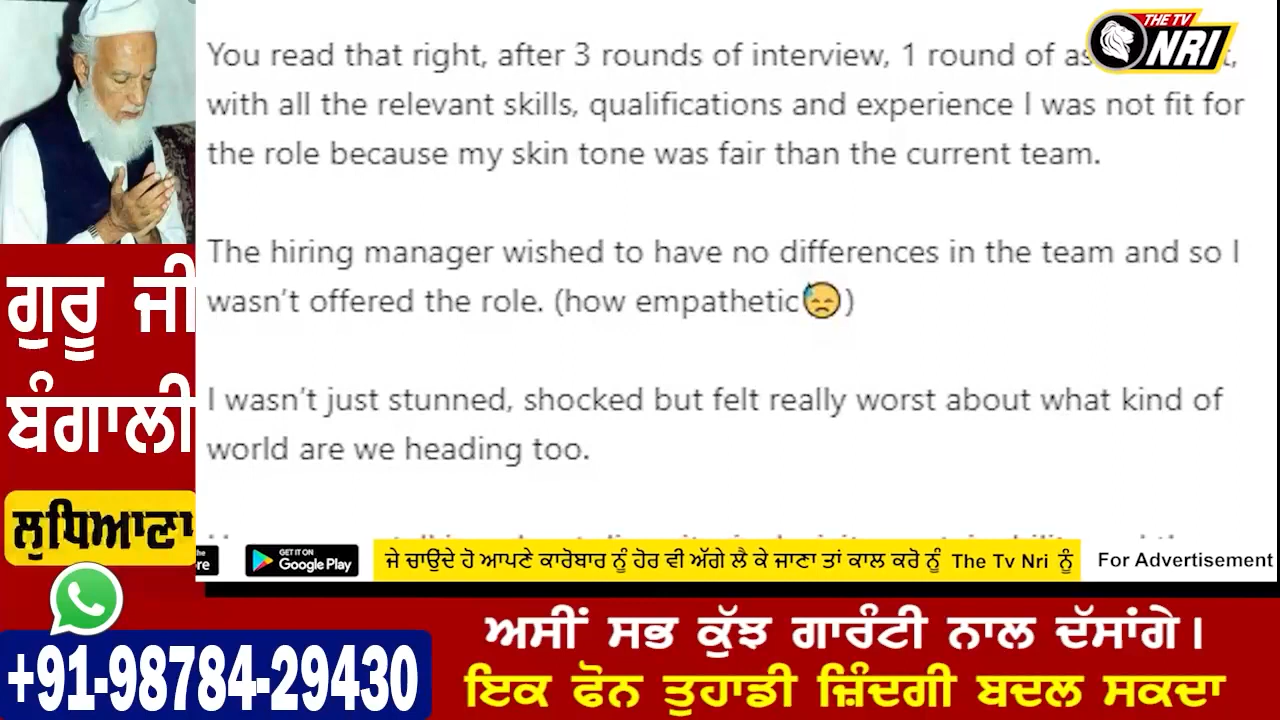 THE TV
NRI
You read that right, after 3 rounds of interview, 1 round of
with all the relevant skills, qualifications and experience I was not fit for
the role because my skin tone was fair than the current team.
The hiring manager wished to have no differences in the team and so I
wasn't offered the role. (how empathetic😓)
I wasn't just stunned, shocked but felt really worst about what kind of
world are we heading too.
ਗੁਰੂ ਜੀ
ਬੰਗਾਲੀ
ਲੁਧਿਆਣਾ
GET IT ON
Google Play
ਜੇ ਚਾਉਂਦੇ ਹੋ ਆਪਣੇ ਕਾਰੋਬਾਰ ਨੂੰ ਹੋਰ ਵੀ ਅੱਗੇ ਲੈ ਕੇ ਜਾਣਾ ਤਾਂ ਕਾਲ ਕਰੋ ਨੂੰ The Tv Nri ਨੂੰ
For Advertisement
+91-98784-29430
ਅਸੀਂ ਸਭ ਕੁੱਝ ਗਾਰੰਟੀ ਨਾਲ ਦੱਸਾਂਗੇ।
ਇਕ ਫੋਨ ਤੁਹਾਡੀ ਜ਼ਿੰਦਗੀ ਬਦਲ ਸਕਦਾ